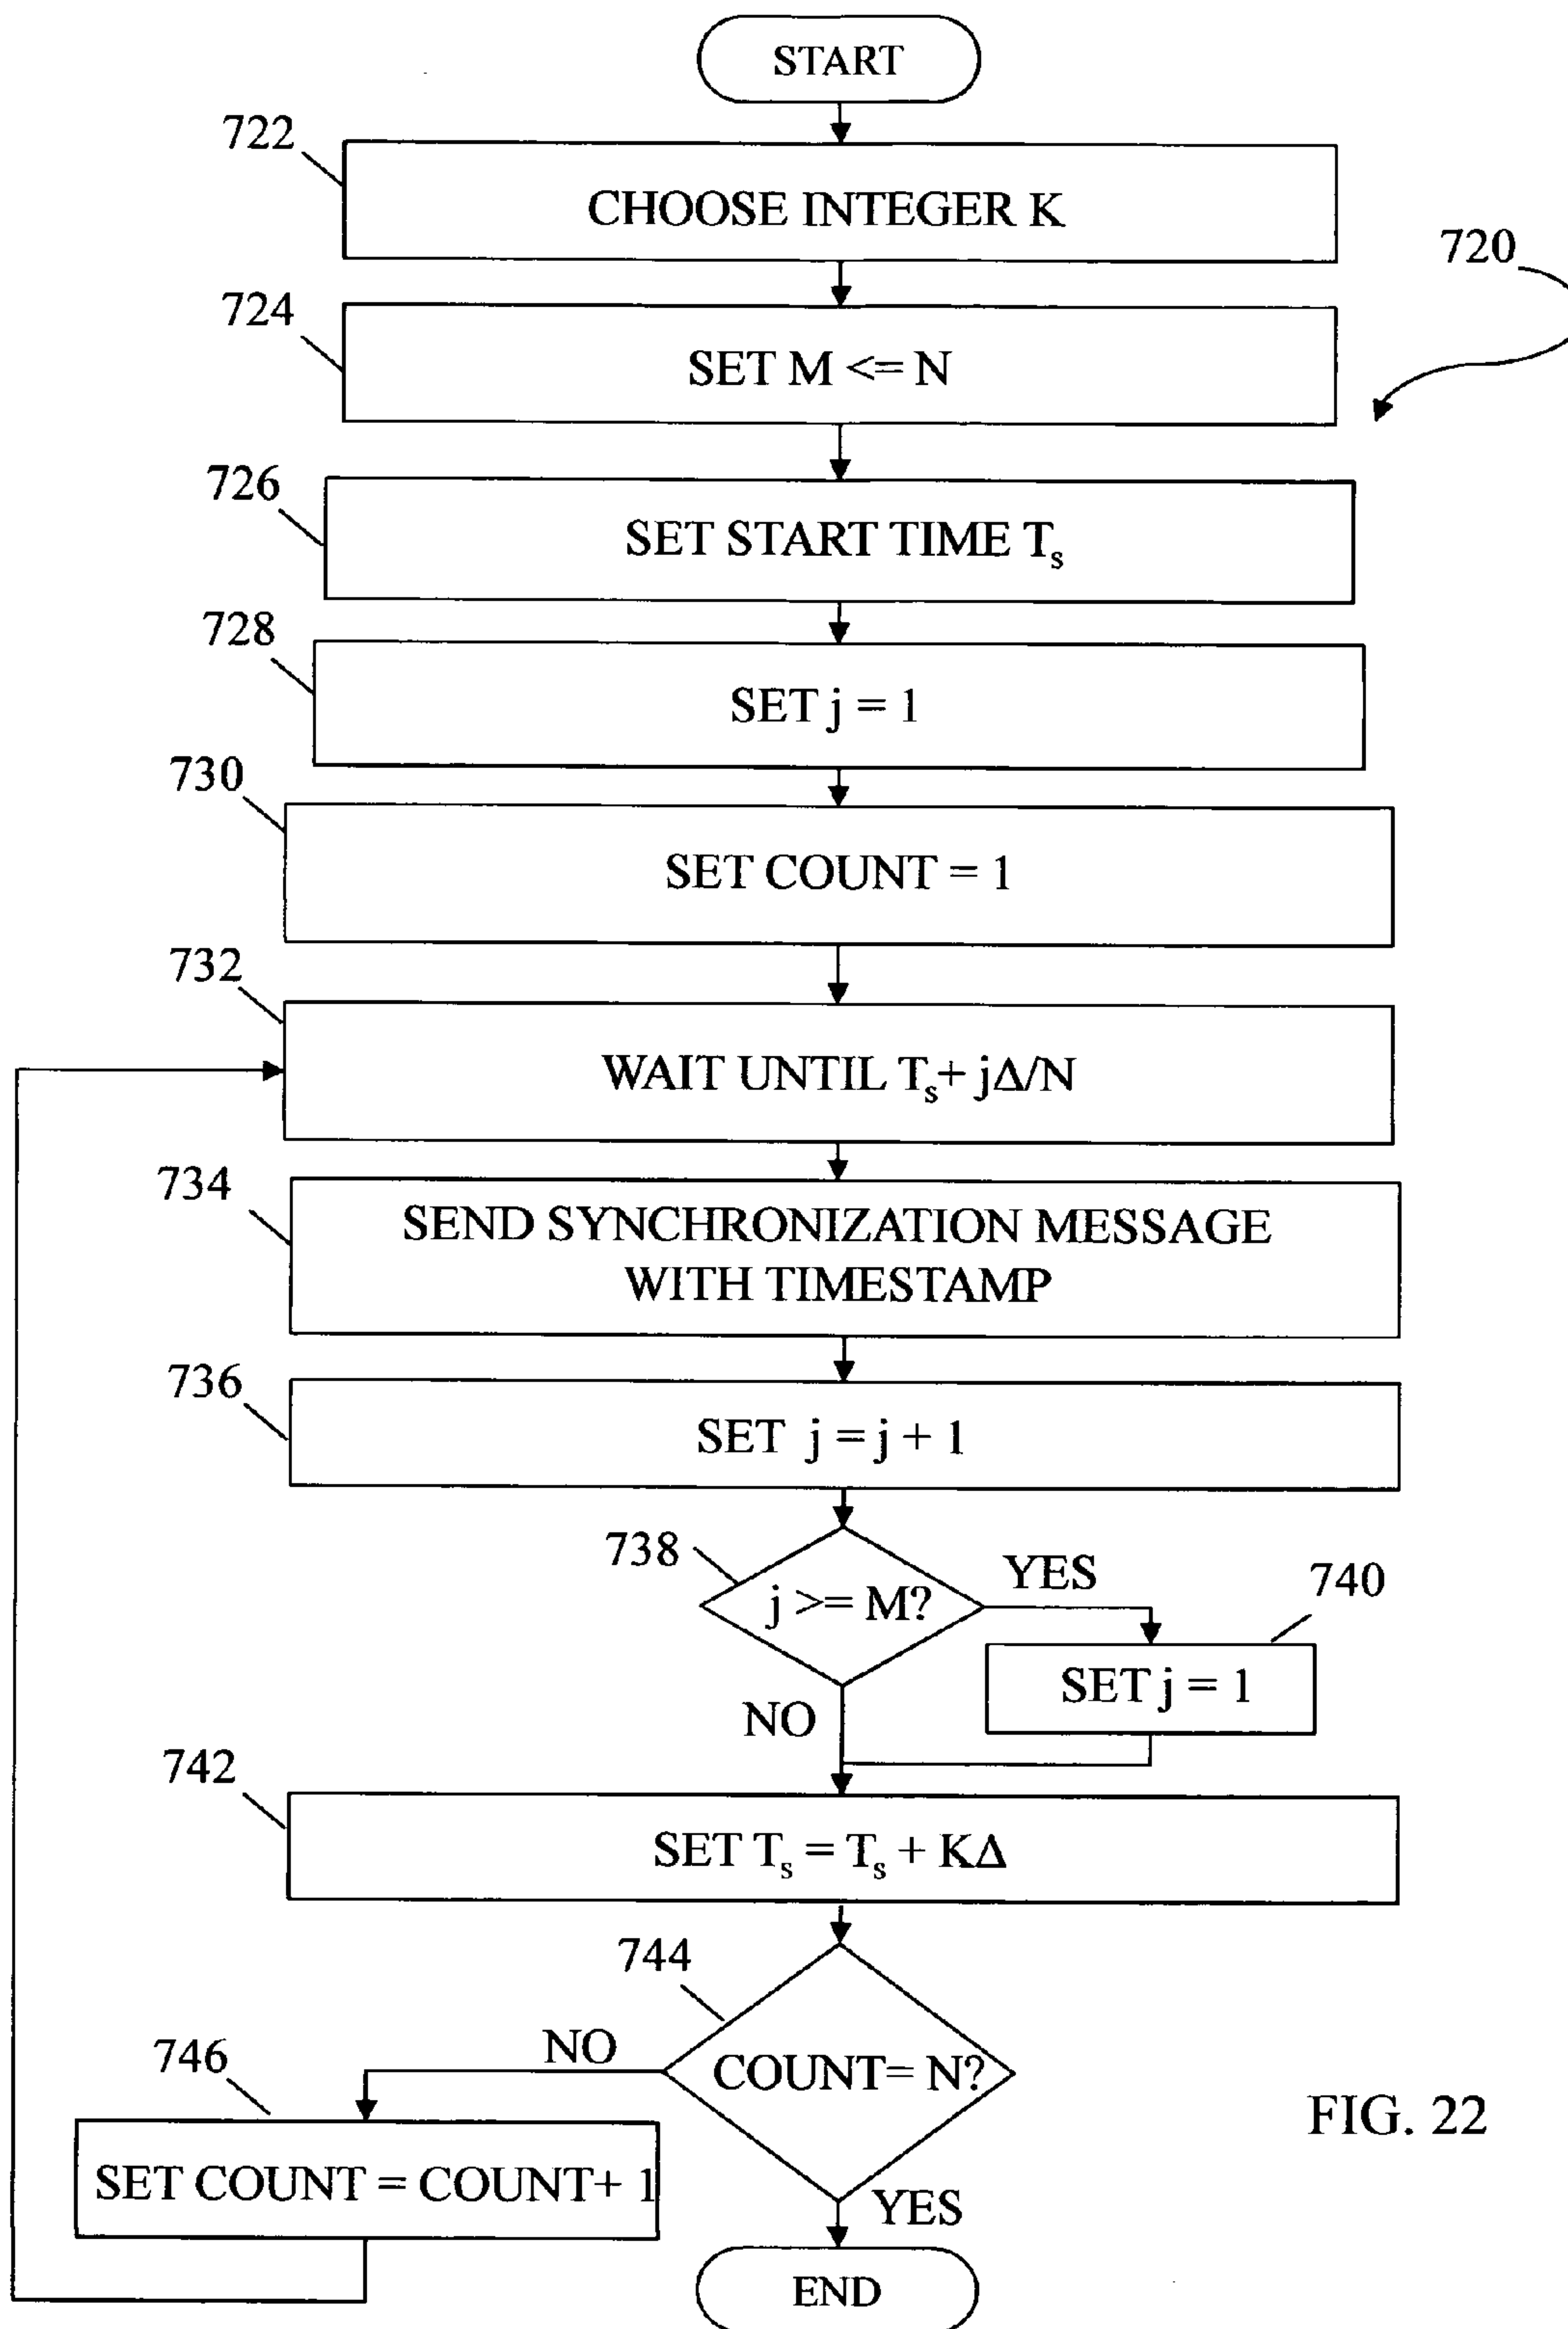 START
722
CHOOSE INTEGER K
720
724
SET M <= N
726
SET START TIME Ts
728
SET j = 1
730
SET COUNT = 1
732
WAIT UNTIL Ts+ jΔ/N
734
SEND SYNCHRONIZATION MESSAGE
WITH TIMESTAMP
736
SET j = j + 1
738
j >= M?
YES
740
SET j = 1
NO
742
SET Ts = Ts + KΔ
744
COUNT= N?
NO
746
SET COUNT = COUNT+ 1
YES
FIG. 22
END